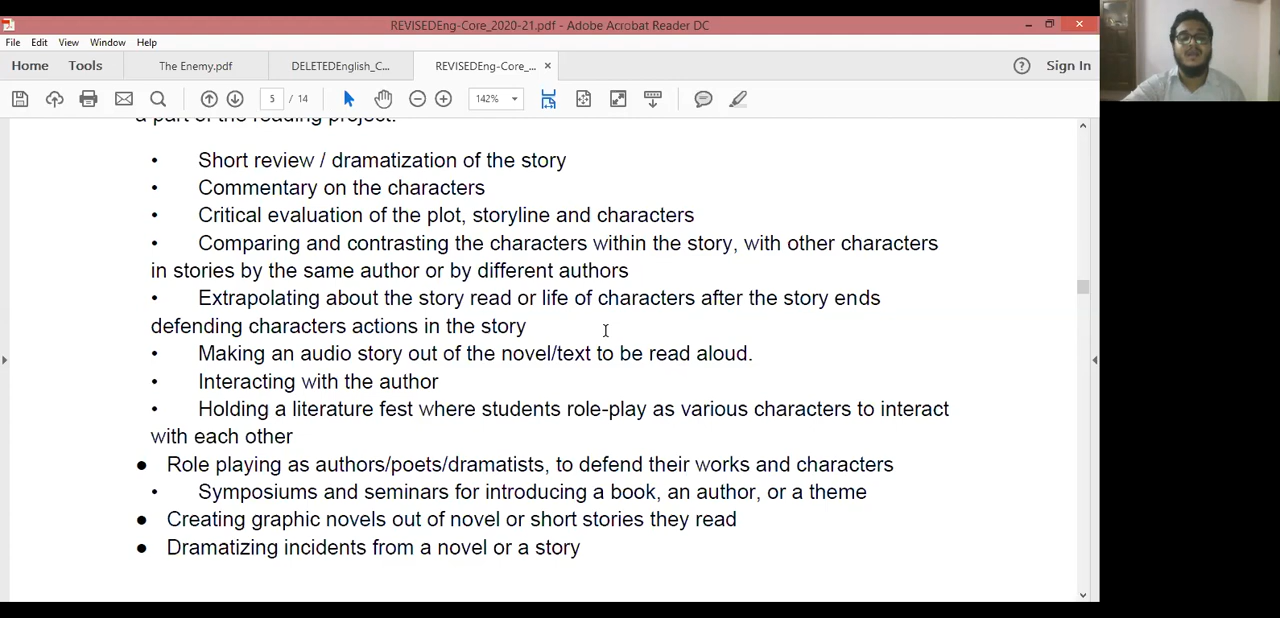 REVISEDEng-Core_2020-21.pdf - Adobe Acrobat Reader DC
File Edit View Window Help
Home Tools The Enemy.pdf DELETEDEnglish_C... REVISEDEng-Core_... × Sign In
5 / 14 142%
a part of the reading project.
• Short review / dramatization of the story
• Commentary on the characters
• Critical evaluation of the plot, storyline and characters
• Comparing and contrasting the characters within the story, with other characters
in stories by the same author or by different authors
• Extrapolating about the story read or life of characters after the story ends
defending characters actions in the story
• Making an audio story out of the novel/text to be read aloud.
• Interacting with the author
• Holding a literature fest where students role-play as various characters to interact
with each other
● Role playing as authors/poets/dramatists, to defend their works and characters
• Symposiums and seminars for introducing a book, an author, or a theme
● Creating graphic novels out of novel or short stories they read
● Dramatizing incidents from a novel or a story